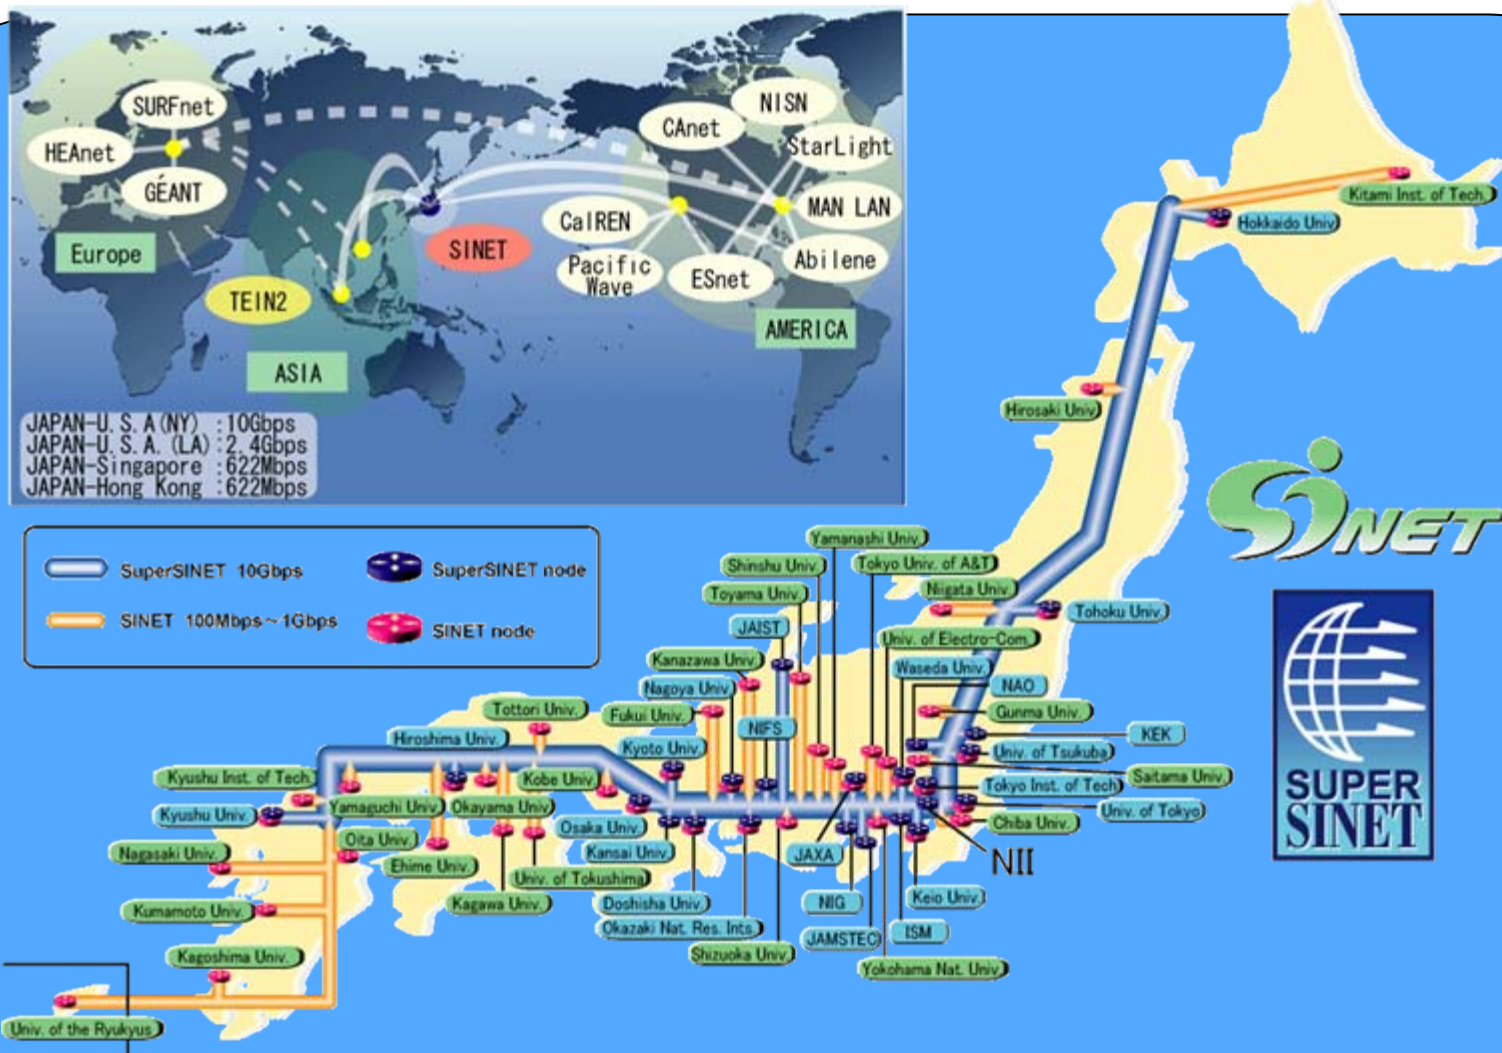 SURFnet
HEAnet
GÉANT
Europe
TEIN2
ASIA
SINET
NISN
CAnet
StarLight
MAN LAN
CalREN
Abilene
Pacific
Wave
ESnet
AMERICA
JAPAN-U.S.A(NY) :10Gbps
JAPAN-U.S.A.(LA):2.4Gbps
JAPAN-Singapore :622Mbps
JAPAN-Hong Kong :622Mbps
SuperSINET 10Gbps
SuperSINET node
SINET 100Mbps~1Gbps
SINET node
Kitami Inst. of Tech.
Hokkaido Univ.
Hirosaki Univ.
SiNET
SUPER
SINET
Yamanashi Univ.
Shinshu Univ.
Tokyo Univ. of A&T
Toyama Univ.
Niigata Univ.
Tohoku Univ.
JAIST
Univ. of Electro-Com.
Kanazawa Univ.
Waseda Univ.
Nagoya Univ.
NAO
Tottori Univ.
Fukui Univ.
Gunma Univ.
NIFS
Hiroshima Univ.
Kyoto Univ.
KEK
Univ. of Tsukuba
Kyushu Inst. of Tech.
Kobe Univ.
Saitama Univ.
Tokyo Inst. of Tech.
Yamaguchi Univ.
Okayama Univ.
Univ. of Tokyo
Kyushu Univ.
Chiba Univ.
Osaka Univ.
Oita Univ.
Kansai Univ.
JAXA
NII
Nagasaki Univ.
Ehime Univ.
Univ. of Tokushima
Kagawa Univ.
Doshisha Univ.
NIG
Keio Univ.
Kumamoto Univ.
Okazaki Nat. Res. Ints.
JAMSTEC
ISM
Shizuoka Univ.
Kagoshima Univ.
Yokohama Nat. Univ.
Univ. of the Ryukyus